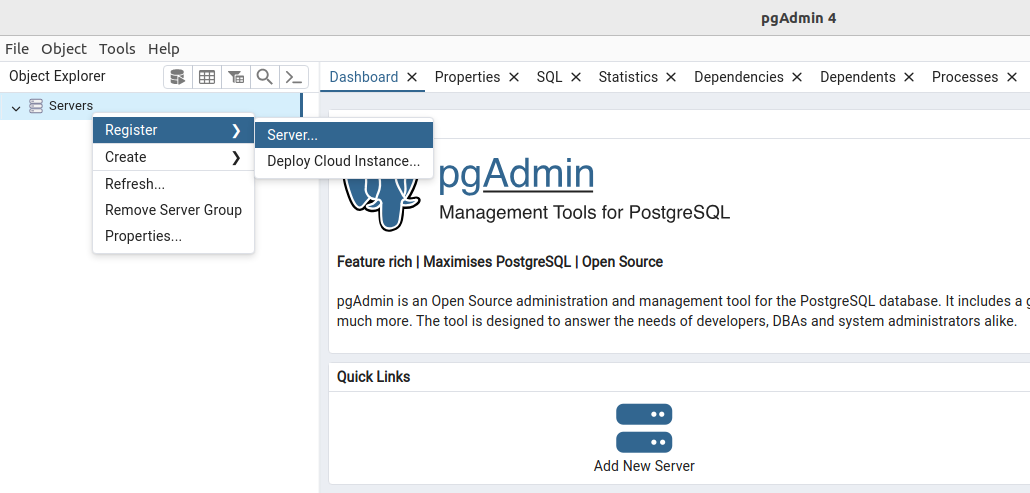 pgAdmin 4
File Object Tools Help
Object Explorer
Dashboard Properties SQL Statistics Dependencies Dependents Processes
Servers
Register
Create
Refresh...
Remove Server Group
Properties...
Server...
Deploy Cloud Instance...
pgAdmin
Management Tools for PostgreSQL
Feature rich | Maximises PostgreSQL | Open Source
pgAdmin is an Open Source administration and management tool for the PostgreSQL database. It includes a
much more. The tool is designed to answer the needs of developers, DBAs and system administrators alike.
Quick Links
Add New Server